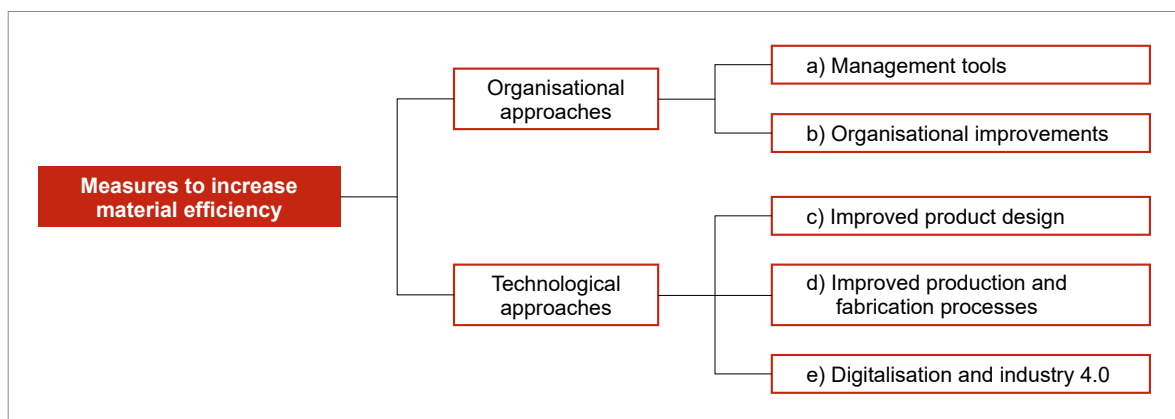 Measures to increase
material efficiency
Organisational
approaches
a) Management tools
b) Organisational improvements
Technological
approaches
c) Improved product design
d) Improved production and
fabrication processes
e) Digitalisation and industry 4.0